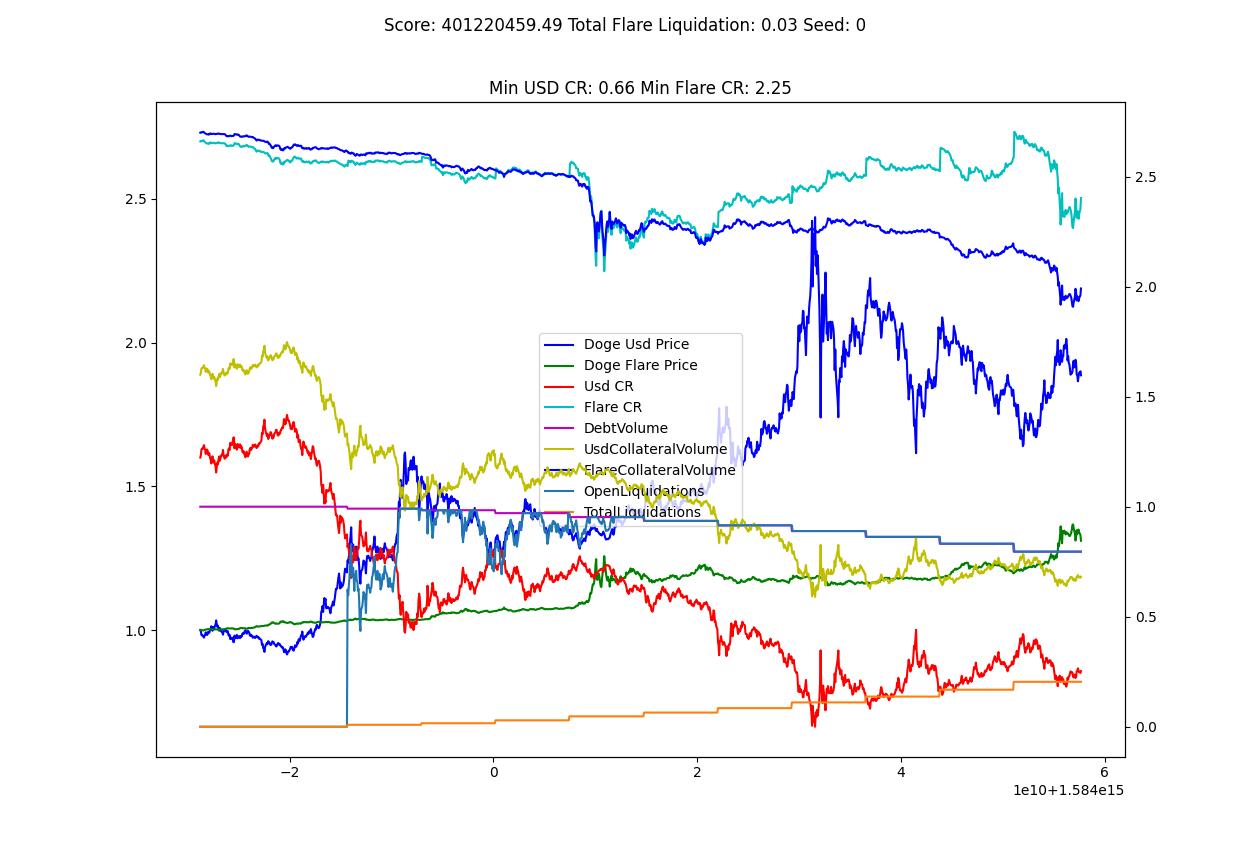 Score: 401220459.49 Total Flare Liquidation: 0.03 Seed: 0
Min USD CR: 0.66 Min Flare CR: 2.25
2.5
2.0
1.5
1.0
Doge Usd Price
Doge Flare Price
Usd CR
Flare CR
DebtVolume
UsdCollateralVolume
FlareCollateralVolume
OpenLiquidations
TotalLiquidations
2.5
2.0
1.5
1.0
0.5
0.0
−2 0 2 4 6
1e10+1.584e15